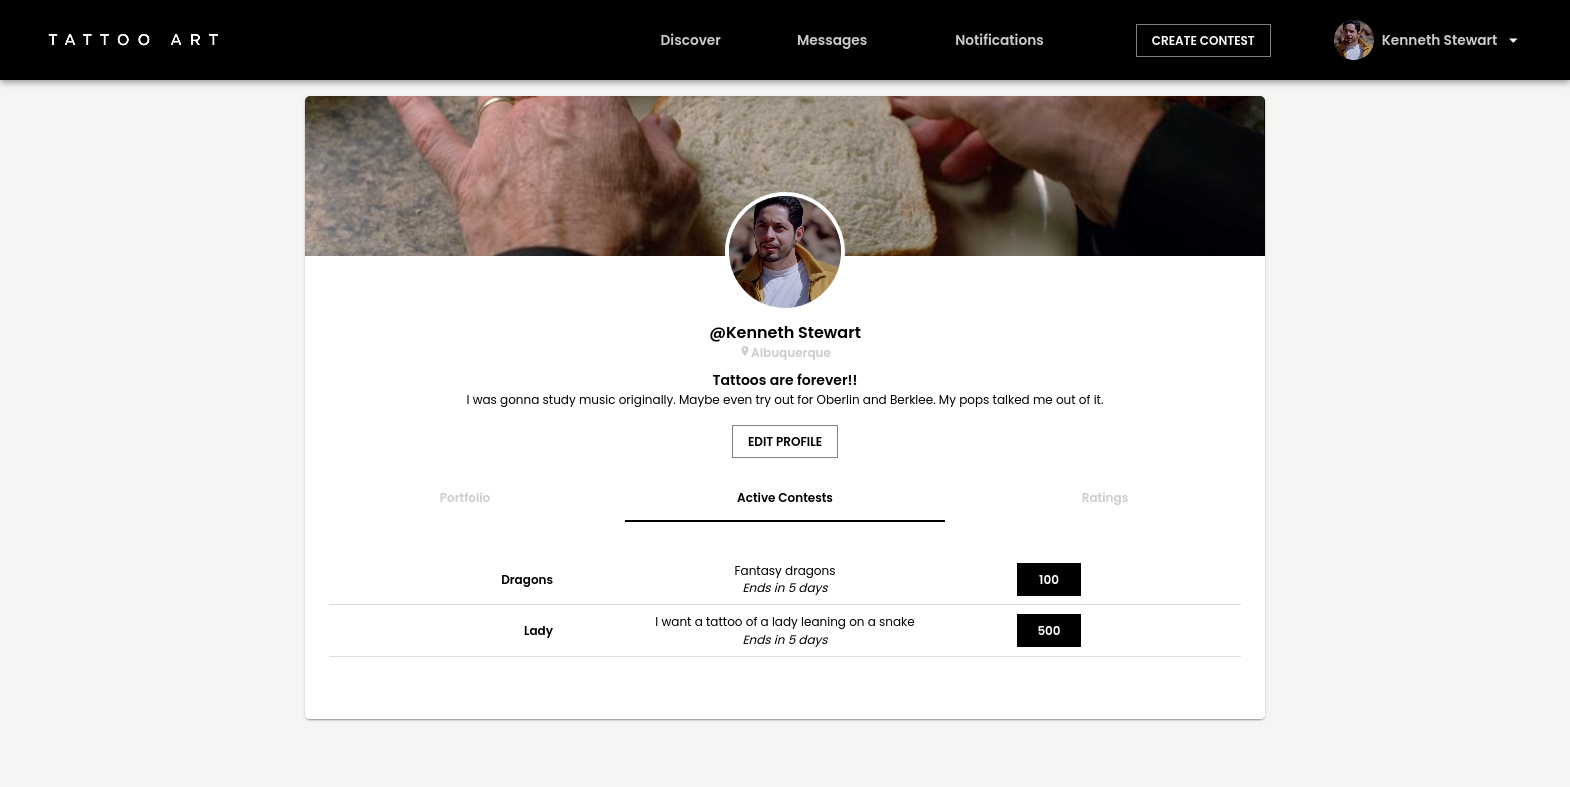 TATTOO ART
Discover
Messages
Notifications
CREATE CONTEST
Kenneth Stewart
@Kenneth Stewart
Albuquerque
Tattoos are forever!!
I was gonna study music originally. Maybe even try out for Oberlin and Berklee. My pops talked me out of it.
EDIT PROFILE
Portfolio
Active Contests
Ratings
Dragons
Fantasy dragons
Ends in 5 days
100
Lady
I want a tattoo of a lady leaning on a snake
Ends in 5 days
500